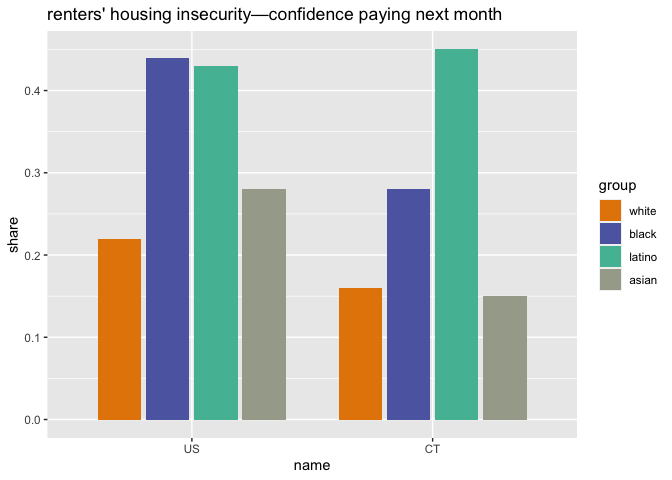 renters' housing insecurity—confidence paying next month
share
0.4
0.3
0.2
0.1
0.0
US
CT
name
group
white
black
latino
asian